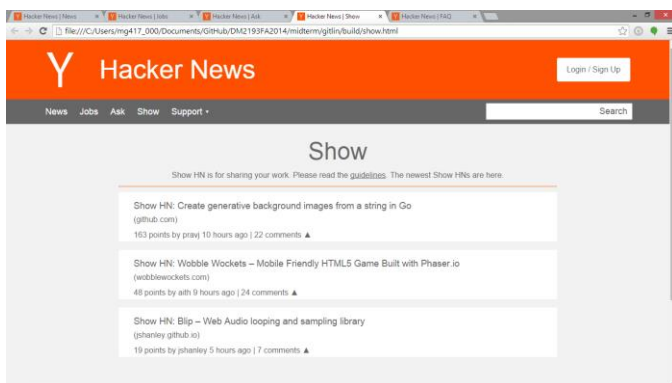 Hacker News | News
Hacker News | Jobs
Hacker News | Ask
Hacker News | Show
Hacker News | FAQ
file:///C:/Users/mg417_000/Documents/GitHub/DM2193FA2014/midterm/gitlin/build/show.html
Y Hacker News
Login / Sign Up
News Jobs Ask Show Support
Search
Show
Show HN is for sharing your work. Please read the guidelines. The newest Show HNs are here.
Show HN: Create generative background images from a string in Go
(github.com)
163 points by pravj 10 hours ago | 22 comments ▲
Show HN: Wobble Wockets – Mobile Friendly HTML5 Game Built with Phaser.io
(wobblewockets.com)
48 points by aith 9 hours ago | 24 comments ▲
Show HN: Blip – Web Audio looping and sampling library
(jshanley.github.io)
19 points by jshanley 5 hours ago | 7 comments ▲